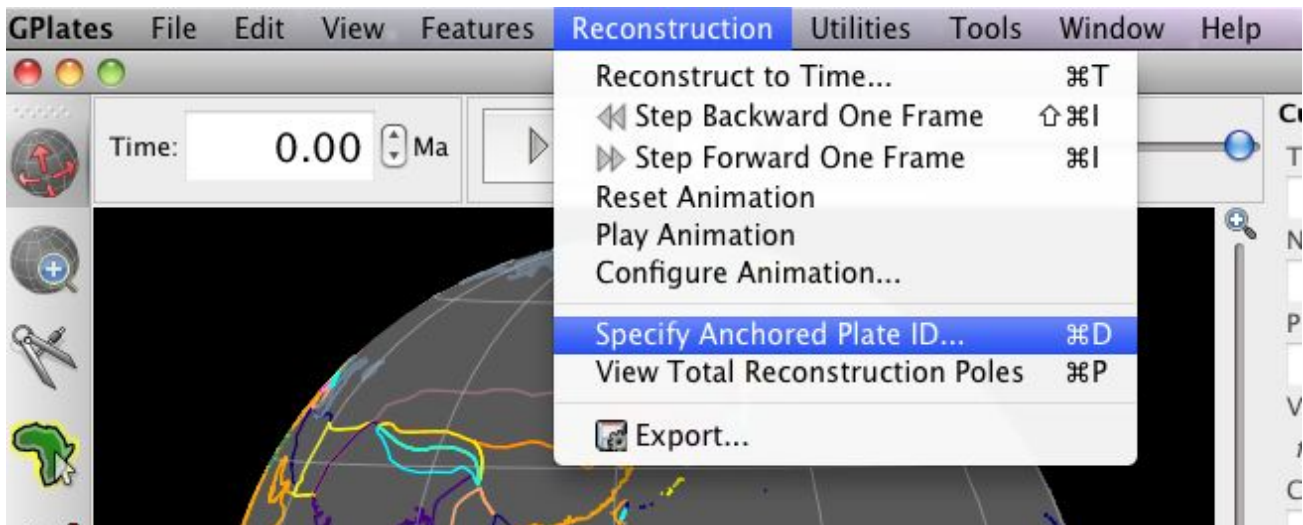 GPlates File Edit View Features Reconstruction Utilities Tools Window Help
Reconstruct to Time... ⌘T
Step Backward One Frame ⇧⌘I
Step Forward One Frame ⌘I
Reset Animation
Play Animation
Configure Animation...
Specify Anchored Plate ID... ⌘D
View Total Reconstruction Poles ⌘P
Export...
Time: 0.00 Ma